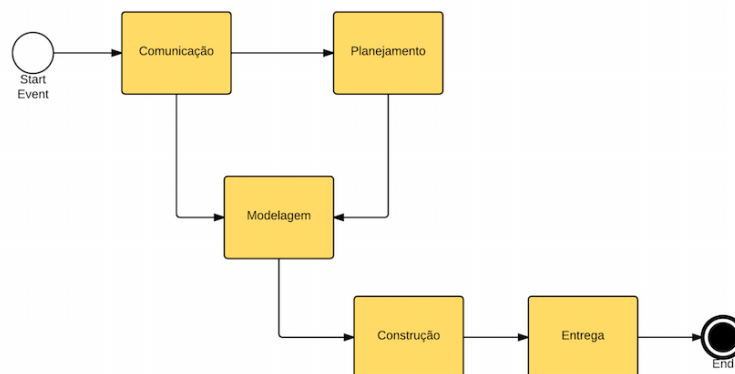 Comunicação
Planejamento
Start
Event
Modelagem
Construção
Entrega
End